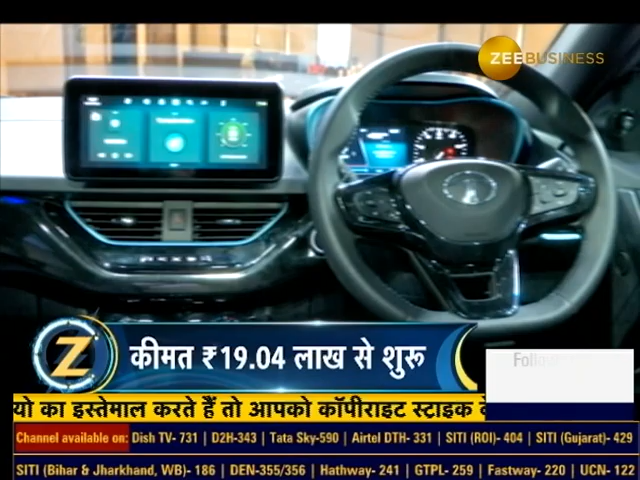 ZEEBUSINESS
Z
कीमत ₹19.04 लाख से शुरू
Follow
यो का इस्तेमाल करते हैं तो आपको कॉपीराइट स्ट्राइक
Channel available on: Dish TV- 731 | D2H-343 | Tata Sky-590 | Airtel DTH- 331 | SITI (ROI)- 404 | SITI (Gujarat)- 429
SITI (Bihar & Jharkhand, WB)- 186 | DEN-355/356 | Hathway- 241 | GTPL- 259 | Fastway- 220 | UCN- 122